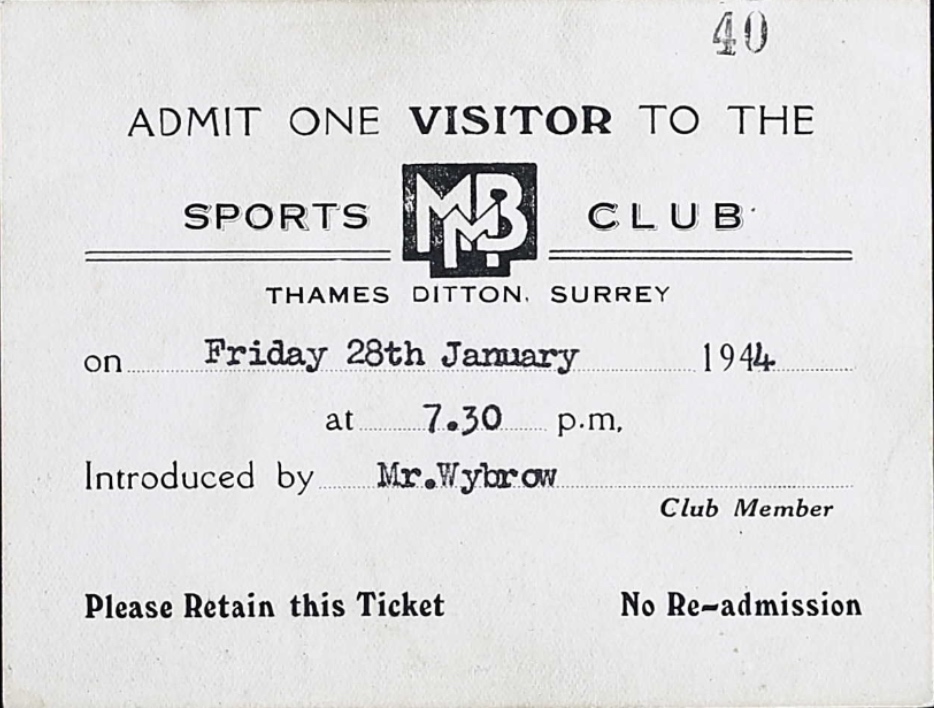 40
ADMIT ONE VISITOR TO THE
SPORTS MMB CLUB
THAMES DITTON, SURREY
on Friday 28th January 1944
at 7.30 p.m.
Introduced by Mr.Wybrow
Club Member
Please Retain this Ticket No Re-admission